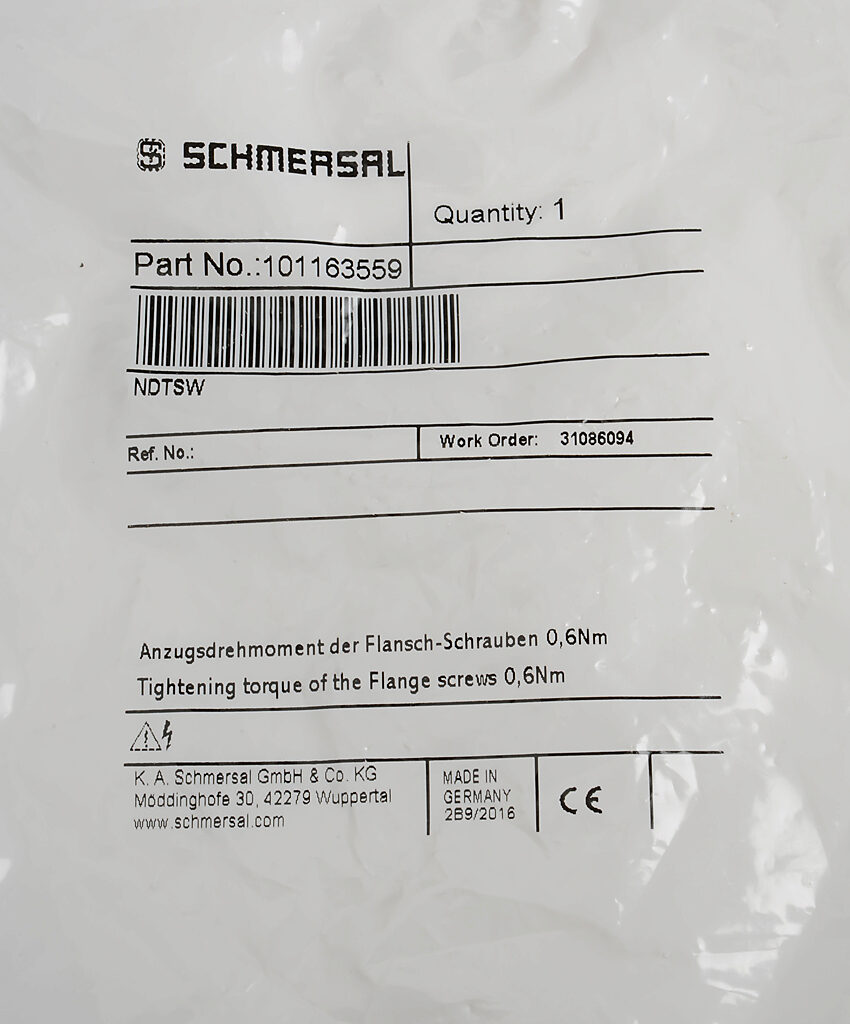 SCHMERSAL
Quantity: 1
Part No.:101163559
NDTSW
Ref. No.:
Work Order: 31086094
Anzugsdrehmoment der Flansch-Schrauben 0,6Nm
Tightening torque of the Flange screws 0,6Nm
K. A. Schmersal GmbH & Co. KG
Möddinghofe 30, 42279 Wuppertal
www.schmersal.com
MADE IN
GERMANY
2B9/2016
CE